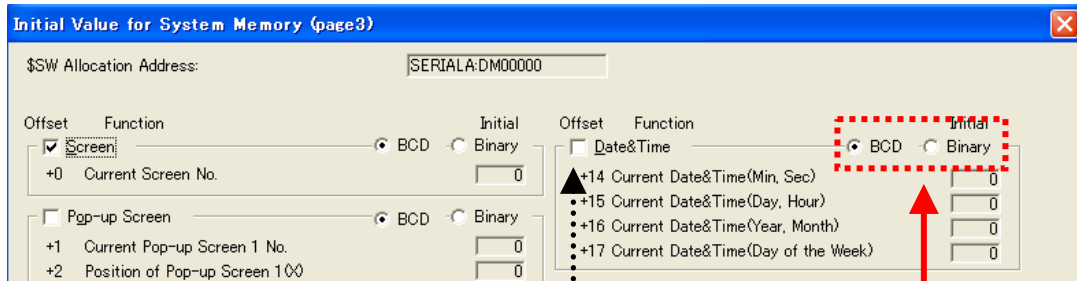 Initial Value for System Memory (page3)
$SW Allocation Address: SERIALA:DM00000
Offset Function Initial
Screen BCD Binary
+0 Current Screen No. 0
Pop-up Screen BCD Binary
+1 Current Pop-up Screen 1 No. 0
+2 Position of Pop-up Screen 1(X) 0
Offset Function Initial
Date&Time BCD Binary
+14 Current Date&Time(Min, Sec) 0
+15 Current Date&Time(Day, Hour) 0
+16 Current Date&Time(Year, Month) 0
+17 Current Date&Time(Day of the Week) 0